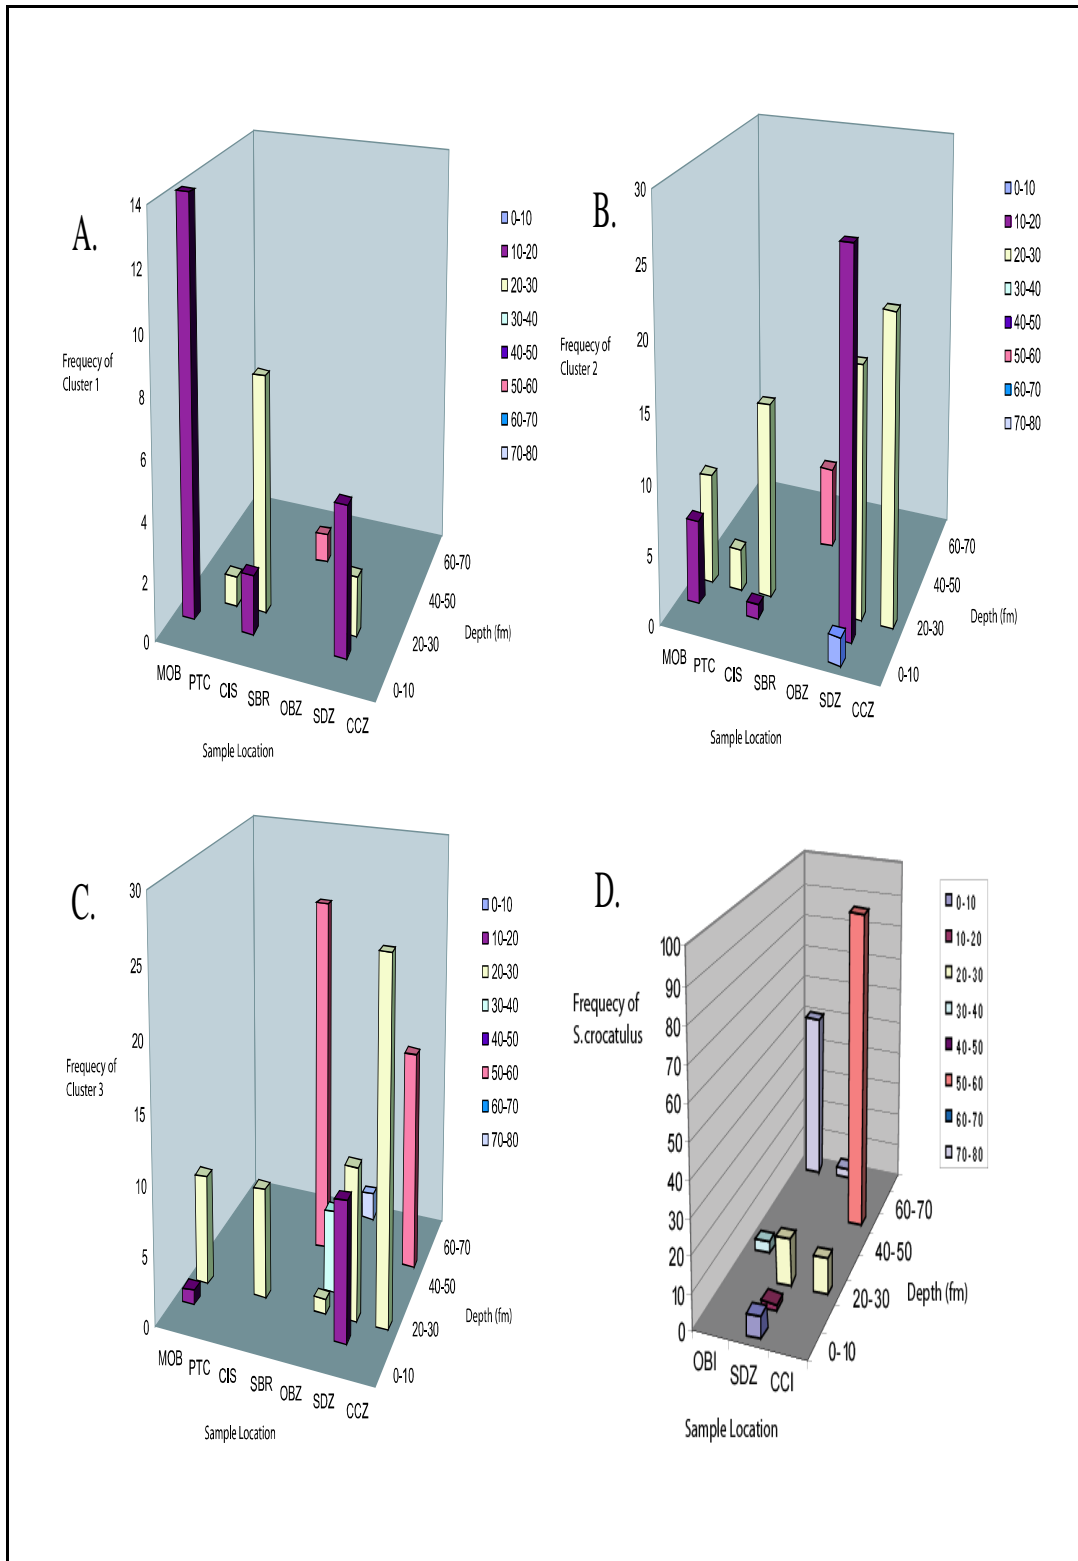 A.
14
12
10
8
6
4
2
0
Frequecy of
Cluster 1
MOB
PTC
CIS
SBR
OBZ
SDZ
CCZ
Sample Location
0-10
20-30
40-50
60-70
Depth (fm)
0-10
10-20
20-30
30-40
40-50
50-60
60-70
70-80
B.
30
25
20
15
10
5
0
Frequecy of
Cluster 2
MOB
PTC
CIS
SBR
OBZ
SDZ
CCZ
Sample Location
0-10
20-30
40-50
60-70
Depth (fm)
0-10
10-20
20-30
30-40
40-50
50-60
60-70
70-80
C.
30
25
20
15
10
5
0
Frequecy of
Cluster 3
MOB
PTC
CIS
SBR
OBZ
SDZ
CCZ
Sample Location
0-10
20-30
40-50
60-70
Depth (fm)
0-10
10-20
20-30
30-40
40-50
50-60
60-70
70-80
D.
100
90
80
70
60
50
40
30
20
10
0
Frequecy of
S.crocatulus
OBI
SDZ
CCI
Sample Location
0-10
20-30
40-50
60-70
Depth (fm)
0-10
10-20
20-30
30-40
40-50
50-60
60-70
70-80